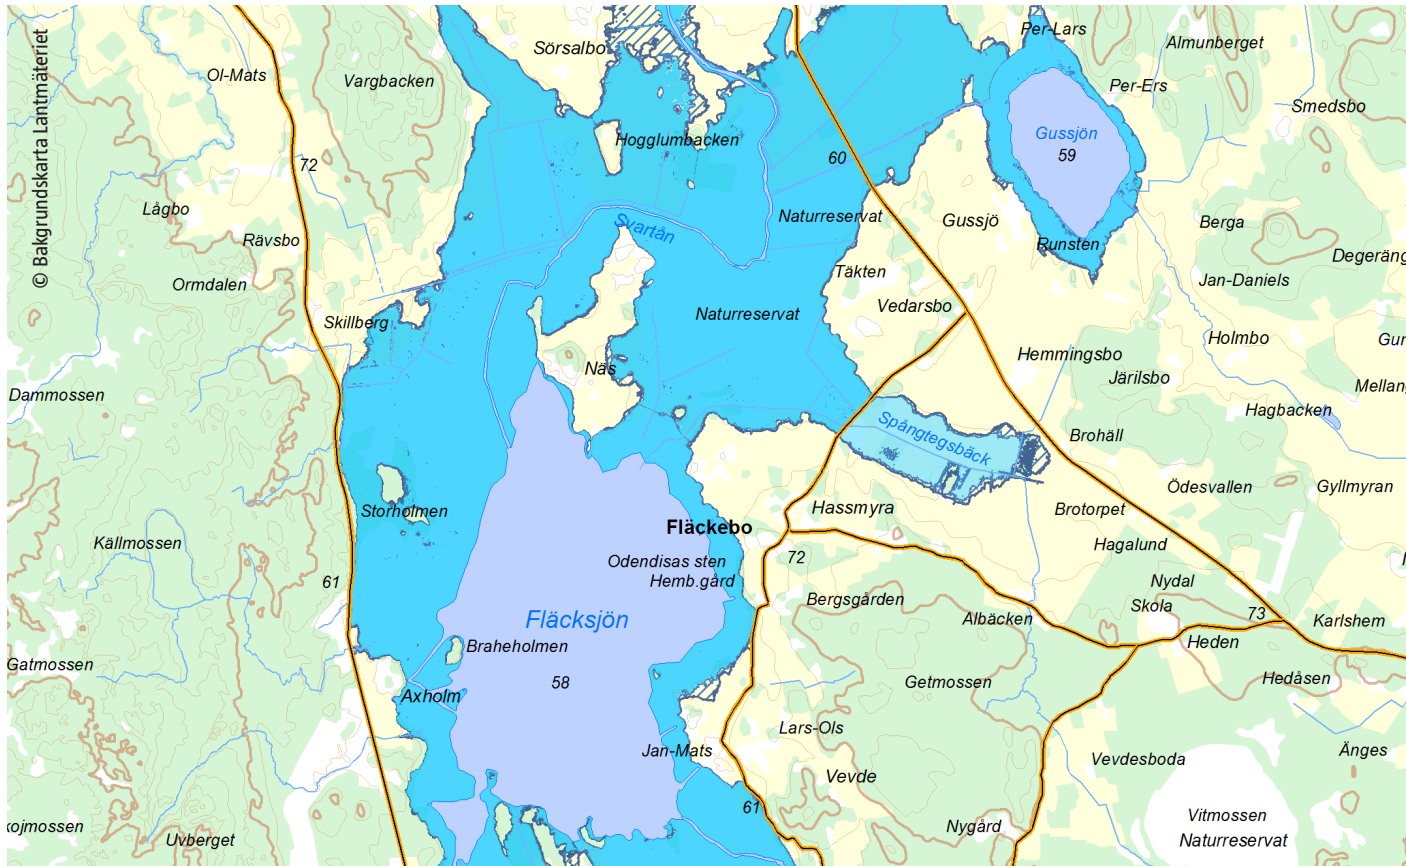 © Bakgrundskarta Lantmäteriet
Per-Lars
Almunberget
Sörsalbo
Ol-Mats
Vargbacken
Per-Ers
Smedsbo
Gussjön
59
Hogglumbacken
60
72
Lågbo
Naturreservat
Gussjö
Berga
Svartån
Rävsbo
Runsten
Degeräng
Täkten
Ormdalen
Jan-Daniels
Vedarsbo
Naturreservat
Skillberg
Holmbo
Gur
Hemmingsbo
Näs
Järilsbo
Mellan
Dammossen
Hagbacken
Spångtegsbäck
Brohäll
Ödesvallen
Gyllmyran
Storholmen
Hassmyra
Brotorpet
Fläckebo
Källmossen
Hagalund
72
Odendisas sten
Hemb.gård
61
Nydal
Bergsgården
Skola
73
Fläcksjön
Albäcken
Karlshem
Heden
Braheholmen
Gatmossen
58
Getmossen
Hedåsen
Axholm
Lars-Ols
Jan-Mats
Änges
Vevdesboda
Vevde
61
Vitmossen
Naturreservat
Nygård
kojmossen
Uvberget